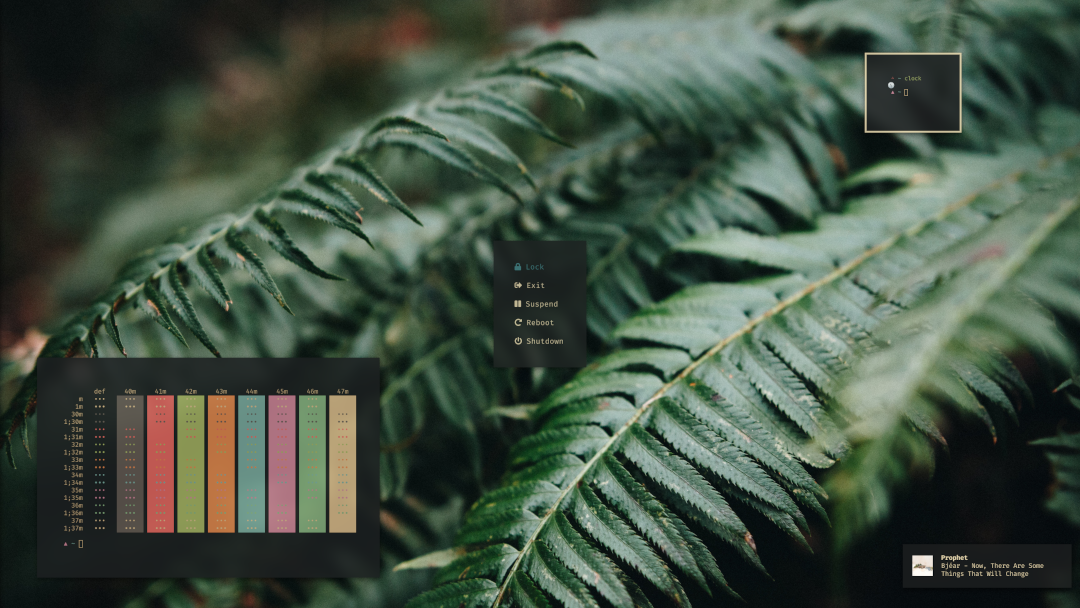 ~ ~ clock
▲ ~
Lock
Exit
Suspend
Reboot
Shutdown
def 40m 41m 42m 43m 44m 45m 46m 47m
m
1m
30m
1;30m
31m
1;31m
32m
1;32m
33m
1;33m
34m
1;34m
35m
1;35m
36m
1;36m
37m
1;37m
▲ ~
Prophet
Bjéar - Now, There Are Some
Things That Will Change